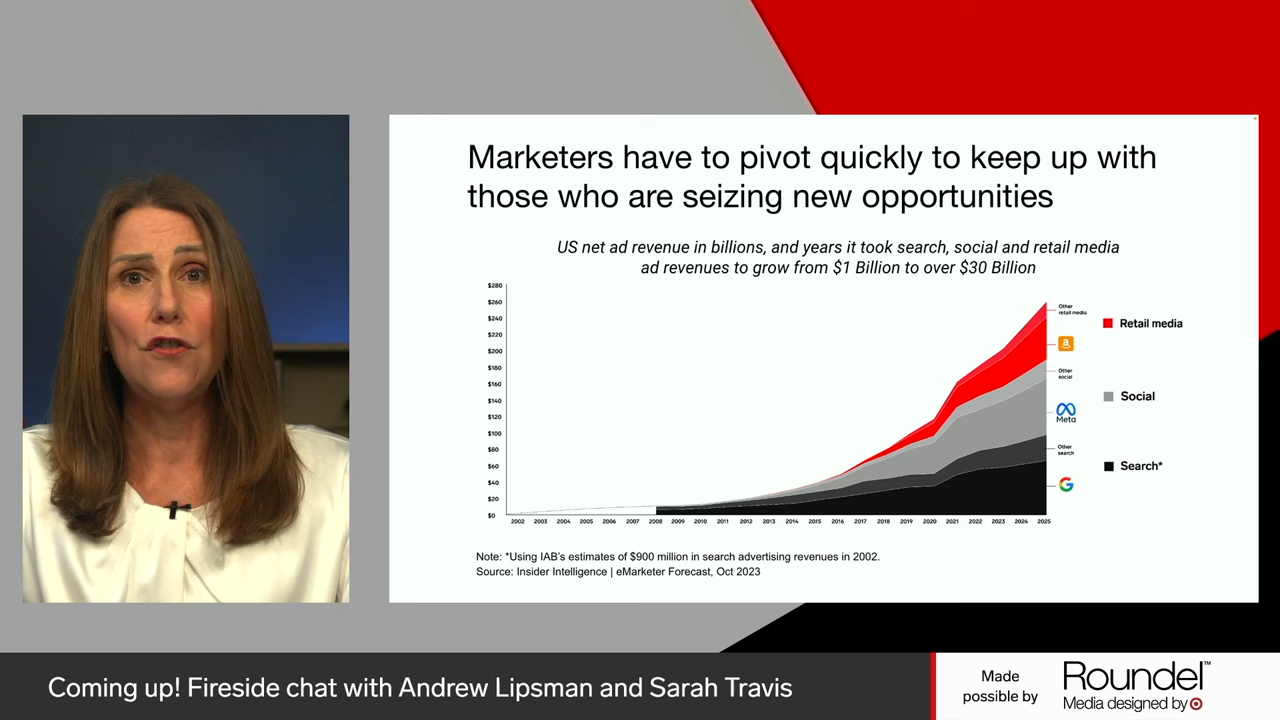 Marketers have to pivot quickly to keep up with
those who are seizing new opportunities
US net ad revenue in billions, and years it took search, social and retail media
ad revenues to grow from $1 Billion to over $30 Billion
$280
$260
$240
$220
$200
$180
$160
$140
$120
$100
$80
$60
$40
$20
$0
2002 2003 2004 2005 2006 2007 2008 2009 2010 2011 2012 2013 2014 2015 2016 2017 2018 2019 2020 2021 2022 2023 2024 2025
Other
retail media
a
Other
social
Meta
Other
search
G
Retail media
Social
Search*
Note: *Using IAB's estimates of $900 million in search advertising revenues in 2002.
Source: Insider Intelligence | eMarketer Forecast, Oct 2023
Coming up! Fireside chat with Andrew Lipsman and Sarah Travis
Made
possible by
Roundel™
Media designed by